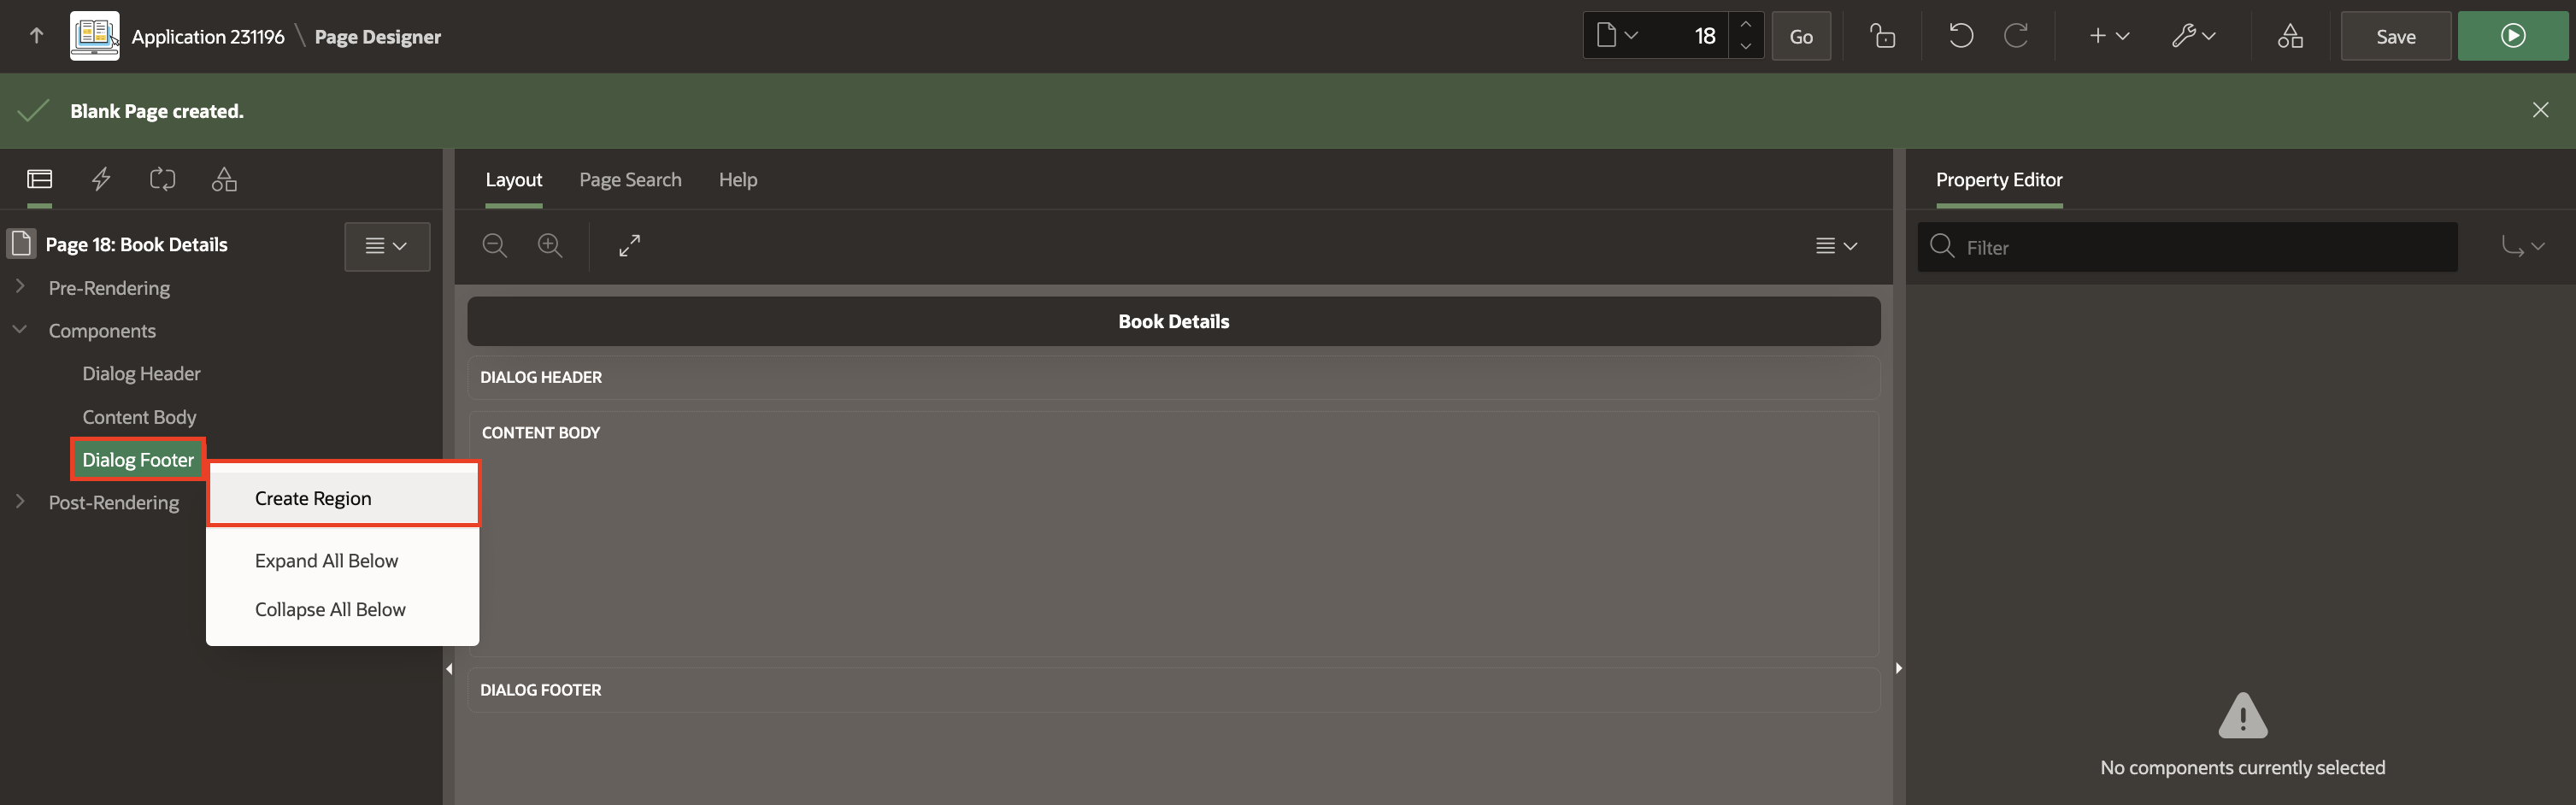 Application 231196 \ Page Designer
18
Go
Save
Blank Page created.
Layout
Page Search
Help
Property Editor
Page 18: Book Details
Filter
Pre-Rendering
Components
Dialog Header
Content Body
Dialog Footer
Post-Rendering
Create Region
Expand All Below
Collapse All Below
Book Details
DIALOG HEADER
CONTENT BODY
DIALOG FOOTER
No components currently selected